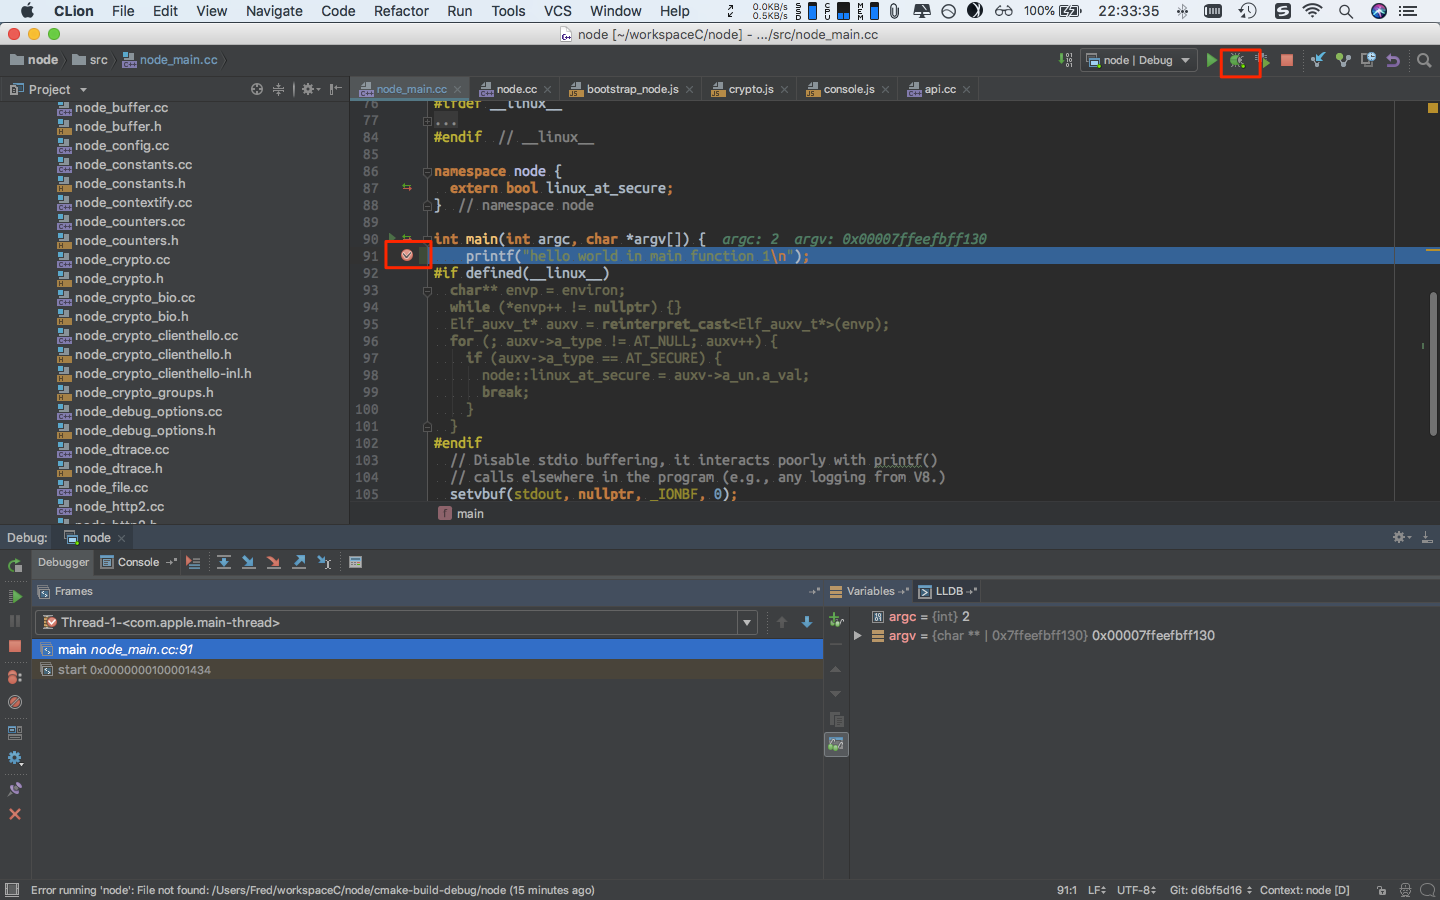 CLion File Edit View Navigate Code Refactor Run Tools VCS Window Help 0.0KB/s 0.5KB/s SSD CPU MEM 100% 22:33:35
node [~/workspaceC/node] - .../src/node_main.cc
node src node_main.cc node | Debug
Project node_main.cc node.cc bootstrap_node.js crypto.js console.js api.cc
node_buffer.cc
node_buffer.h
node_config.cc
node_constants.cc
node_constants.h
node_contextify.cc
node_counters.cc
node_counters.h
node_crypto.cc
node_crypto.h
node_crypto_bio.cc
node_crypto_bio.h
node_crypto_clienthello.cc
node_crypto_clienthello.h
node_crypto_clienthello-inl.h
node_crypto_groups.h
node_debug_options.cc
node_debug_options.h
node_dtrace.cc
node_dtrace.h
node_file.cc
node_http2.cc
node_http2.h
76 #ifdef __linux__
77 ...
84 #endif // __linux__
85
86 namespace node {
87 extern bool linux_at_secure;
88 } // namespace node
89
90 int main(int argc, char *argv[]) { argc: 2 argv: 0x00007ffeefbff130
91 printf("hello world in main function 1\n");
92 #if defined(__linux__)
93 char** envp = environ;
94 while (*envp++ != nullptr) {}
95 Elf_auxv_t* auxv = reinterpret_cast<Elf_auxv_t*>(envp);
96 for (; auxv->a_type != AT_NULL; auxv++) {
97 if (auxv->a_type == AT_SECURE) {
98 node::linux_at_secure = auxv->a_un.a_val;
99 break;
100 }
101 }
102 #endif
103 // Disable stdio buffering, it interacts poorly with printf()
104 // calls elsewhere in the program (e.g., any logging from V8.)
105 setvbuf(stdout, nullptr, _IONBF, 0);
f main
Debug: node
Debugger Console
Frames Variables LLDB
Thread-1-<com.apple.main-thread>
main node_main.cc:91
start 0x0000000100001434
argc = {int} 2
argv = {char ** | 0x7ffeefbff130} 0x00007ffeefbff130
Error running 'node': File not found: /Users/Fred/workspaceC/node/cmake-build-debug/node (15 minutes ago) 91:1 LF UTF-8 Git: d6bf5d16 Context: node [D]